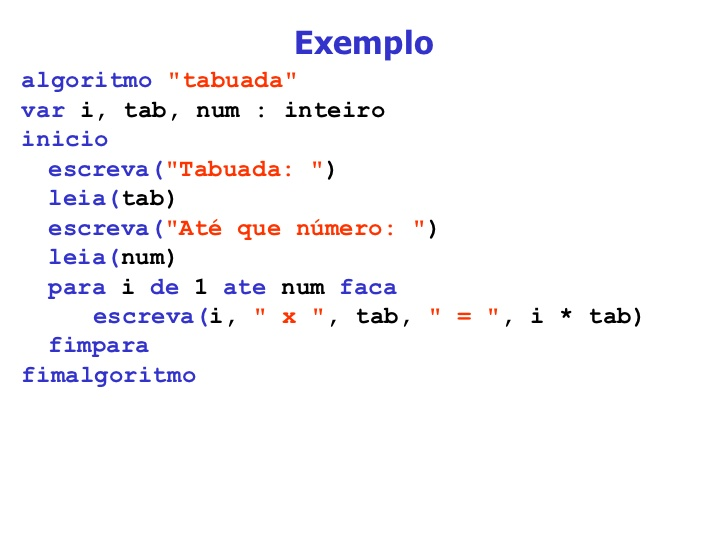 Exemplo
algoritmo "tabuada"
var i, tab, num : inteiro
inicio
escreva("Tabuada: ")
leia(tab)
escreva("Até que número: ")
leia(num)
para i de 1 ate num faca
escreva(i, " x ", tab, " = ", i * tab)
fimpara
fimalgoritmo